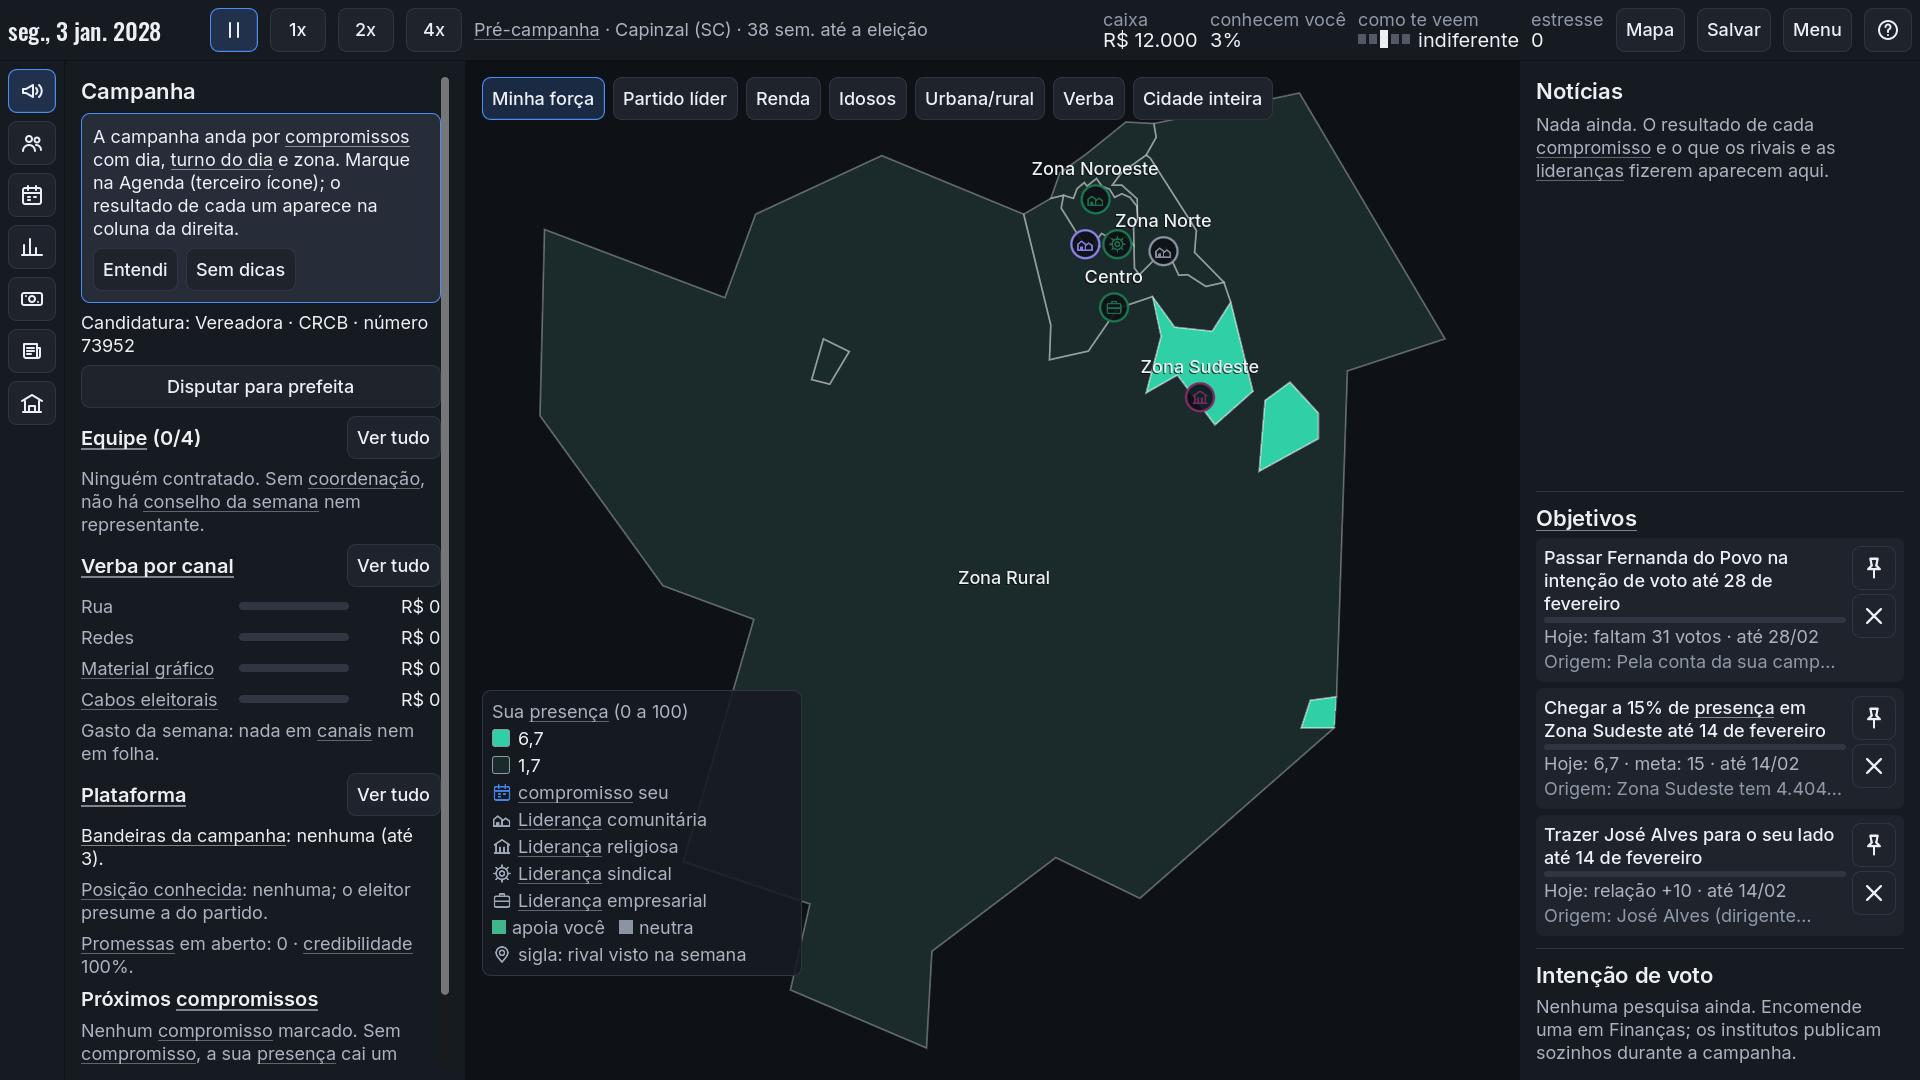 seg., 3 jan. 2028
1x
2x
4x
Pré-campanha · Capinzal (SC) · 38 sem. até a eleição
caixa
R$ 12.000
conhecem você
3%
como te veem
indiferente
estresse
0
Mapa
Salvar
Menu
Campanha
A campanha anda por compromissos
com dia, turno do dia e zona. Marque
na Agenda (terceiro ícone); o
resultado de cada um aparece na
coluna da direita.
Entendi
Sem dicas
Candidatura: Vereadora · CRCB · número
73952
Disputar para prefeita
Equipe (0/4)
Ver tudo
Ninguém contratado. Sem coordenação,
não há conselho da semana nem
representante.
Verba por canal
Ver tudo
Rua R$ 0
Redes R$ 0
Material gráfico R$ 0
Cabos eleitorais R$ 0
Gasto da semana: nada em canais nem
em folha.
Plataforma
Ver tudo
Bandeiras da campanha: nenhuma (até
3).
Posição conhecida: nenhuma; o eleitor
presume a do partido.
Promessas em aberto: 0 · credibilidade
100%.
Próximos compromissos
Nenhum compromisso marcado. Sem
compromisso, a sua presença cai um
Minha força
Partido líder
Renda
Idosos
Urbana/rural
Verba
Cidade inteira
Zona Noroeste
Zona Norte
Centro
Zona Sudeste
Zona Rural
Sua presença (0 a 100)
6,7
1,7
compromisso seu
Liderança comunitária
Liderança religiosa
Liderança sindical
Liderança empresarial
apoia você neutra
sigla: rival visto na semana
Notícias
Nada ainda. O resultado de cada
compromisso e o que os rivais e as
lideranças fizerem aparecem aqui.
Objetivos
Passar Fernanda do Povo na
intenção de voto até 28 de
fevereiro
Hoje: faltam 31 votos · até 28/02
Origem: Pela conta da sua camp...
Chegar a 15% de presença em
Zona Sudeste até 14 de fevereiro
Hoje: 6,7 · meta: 15 · até 14/02
Origem: Zona Sudeste tem 4.404...
Trazer José Alves para o seu lado
até 14 de fevereiro
Hoje: relação +10 · até 14/02
Origem: José Alves (dirigente...
Intenção de voto
Nenhuma pesquisa ainda. Encomende
uma em Finanças; os institutos publicam
sozinhos durante a campanha.